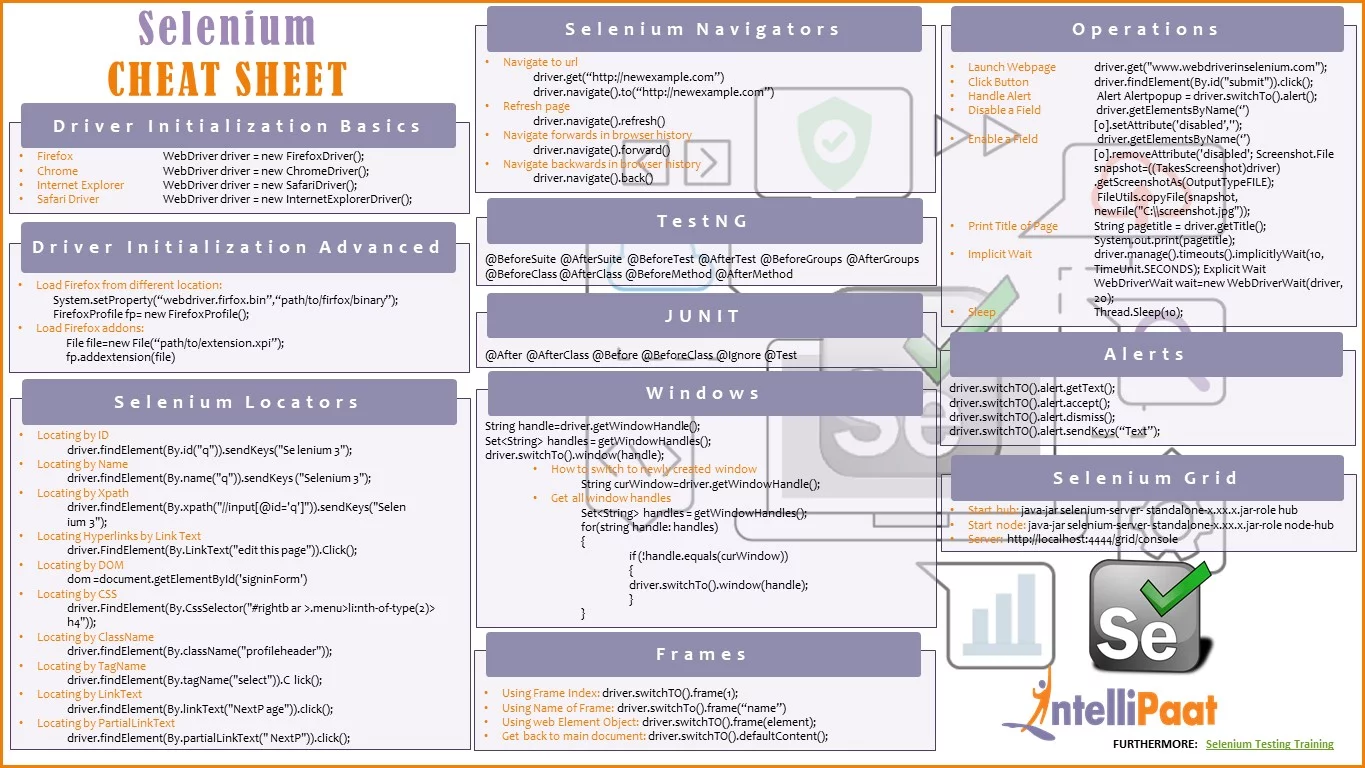 Selenium
CHEAT SHEET
Driver Initialization Basics
• Firefox WebDriver driver = new FirefoxDriver();
• Chrome WebDriver driver = new ChromeDriver();
• Internet Explorer WebDriver driver = new SafariDriver();
• Safari Driver WebDriver driver = new InternetExplorerDriver();
Driver Initialization Advanced
• Load Firefox from different location:
System.setProperty(“webdriver.firfox.bin”,“path/to/firfox/binary”);
FirefoxProfile fp= new FirefoxProfile();
• Load Firefox addons:
File file=new File(“path/to/extension.xpi”);
fp.addextension(file)
Selenium Locators
• Locating by ID
driver.findElement(By.id("q")).sendKeys("Selenium 3");
• Locating by Name
driver.findElement(By.name("q")).sendKeys ("Selenium 3");
• Locating by Xpath
driver.findElement(By.xpath("//input[@id='q']")).sendKeys("Selen
ium 3");
• Locating Hyperlinks by Link Text
driver.FindElement(By.LinkText("edit this page")).Click();
• Locating by DOM
dom =document.getElementById('signinForm')
• Locating by CSS
driver.FindElement(By.CssSelector("#rightb ar >.menu>li:nth-of-type(2)>
h4"));
• Locating by ClassName
driver.findElement(By.className("profileheader"));
• Locating by TagName
driver.findElement(By.tagName("select")).C lick();
• Locating by LinkText
driver.findElement(By.linkText("NextP age")).click();
• Locating by PartialLinkText
driver.findElement(By.partialLinkText(" NextP")).click();
Selenium Navigators
• Navigate to url
driver.get(“http://newexample.com”)
driver.navigate().to(“http://newexample.com”)
• Refresh page
driver.navigate().refresh()
• Navigate forwards in browser history
driver.navigate().forward()
• Navigate backwards in browser history
driver.navigate().back()
TestNG
@BeforeSuite @AfterSuite @BeforeTest @AfterTest @BeforeGroups @AfterGroups
@BeforeClass @AfterClass @BeforeMethod @AfterMethod
JUNIT
@After @AfterClass @Before @BeforeClass @Ignore @Test
Windows
String handle=driver.getWindowHandle();
Set<String> handles = getWindowHandles();
driver.switchTo().window(handle);
• How to switch to newly created window
String curWindow=driver.getWindowHandle();
• Get all window handles
Set<String> handles = getWindowHandles();
for(string handle: handles)
{
if (!handle.equals(curWindow))
{
driver.switchTo().window(handle);
}
}
Frames
• Using Frame Index: driver.switchTO().frame(1);
• Using Name of Frame: driver.switchTo().frame(“name”)
• Using web Element Object: driver.switchTO().frame(element);
• Get back to main document: driver.switchTO().defaultContent();
Operations
• Launch Webpage driver.get("www.webdriverinselenium.com");
• Click Button driver.findElement(By.id("submit")).click();
• Handle Alert Alert Alertpopup = driver.switchTo().alert();
• Disable a Field driver.getElementsByName('')
[0].setAttribute('disabled','');
• Enable a Field driver.getElementsByName('')
[0].removeAttribute('disabled'; Screenshot.File
snapshot=((TakesScreenshot)driver)
.getScreenshotAs(OutputTypeFILE);
FileUtils.copyFile(snapshot,
newFile("C:\\screenshot.jpg"));
• Print Title of Page String pagetitle = driver.getTitle();
System.out.print(pagetitle);
• Implicit Wait driver.manage().timeouts().implicitlyWait(10,
TimeUnit.SECONDS); Explicit Wait
WebDriverWait wait=new WebDriverWait(driver,
20);
• Sleep Thread.Sleep(10);
Alerts
driver.switchTO().alert.getText();
driver.switchTO().alert.accept();
driver.switchTO().alert.dismiss();
driver.switchTO().alert.sendKeys(“Text”);
Selenium Grid
• Start hub: java-jar selenium-server- standalone-x.xx.x.jar-role hub
• Start node: java-jar selenium-server-standalone-x.xx.x.jar-role node-hub
• Server: http://localhost:4444/grid/console
Se
Se
IntelliPaat
FURTHERMORE: Selenium Testing Training